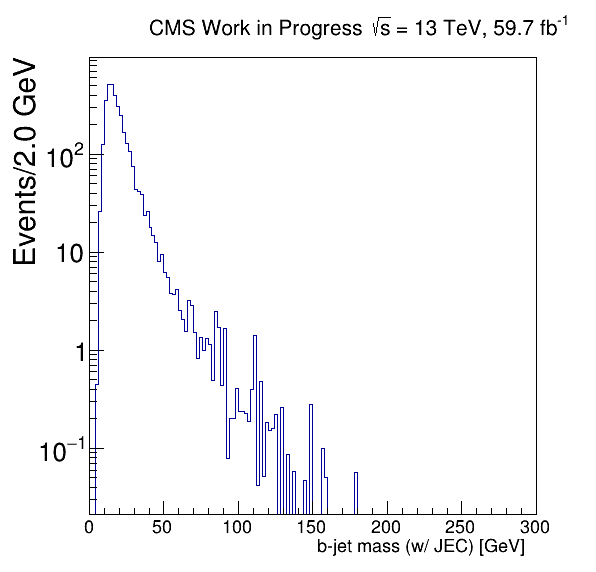 CMS Work in Progress √s = 13 TeV, 59.7 fb⁻¹
Events/2.0 GeV
10²
10
1
10⁻¹
0 50 100 150 200 250 300
b-jet mass (w/ JEC) [GeV]